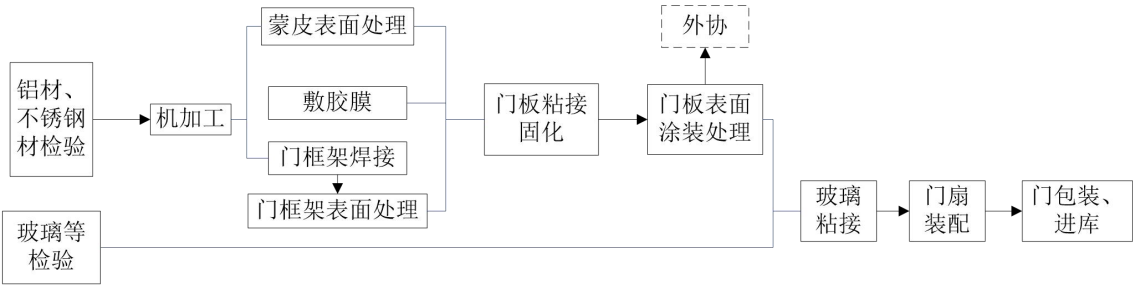 铝材、
不锈钢
材检验
机加工
蒙皮表面处理
敷胶膜
门框架焊接
门框架表面处理
门板粘接
固化
外协
门板表面
涂装处理
玻璃等
检验
玻璃
粘接
门扇
装配
门包装、
进库